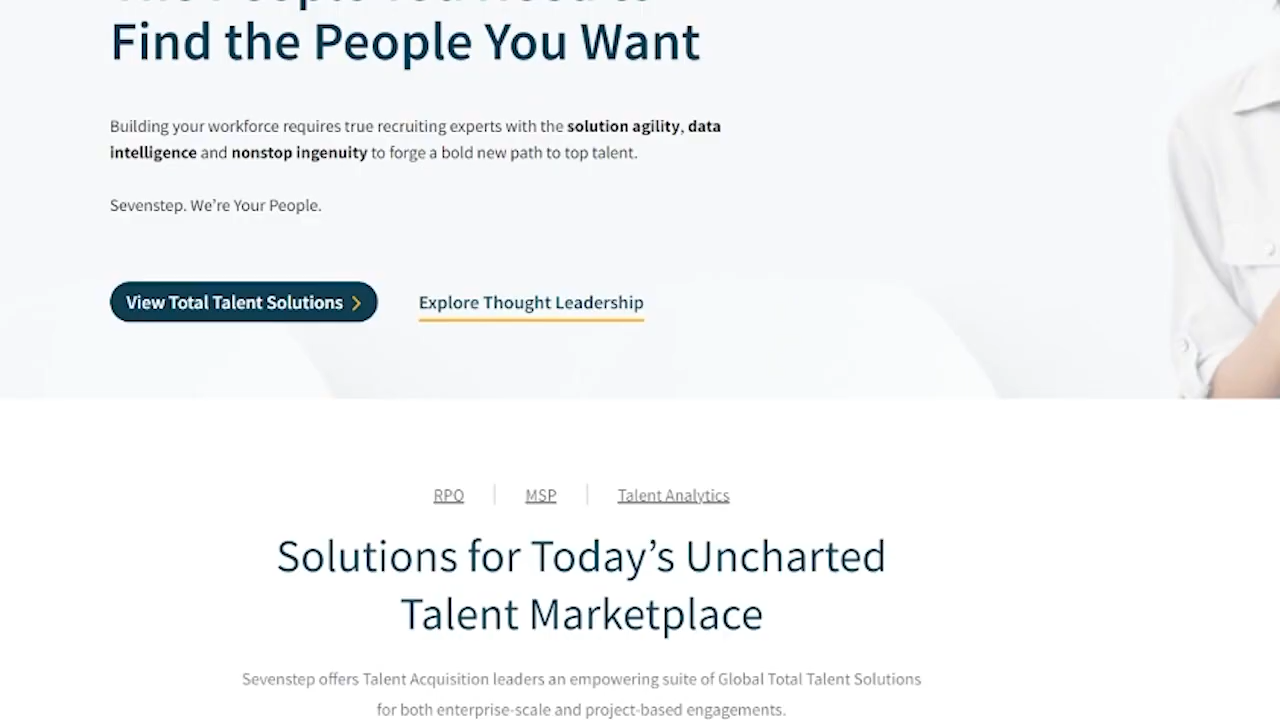 Find the People You Want
Building your workforce requires true recruiting experts with the solution agility, data
intelligence and nonstop ingenuity to forge a bold new path to top talent.
Sevenstep. We’re Your People.
View Total Talent Solutions
Explore Thought Leadership
RPO
MSP
Talent Analytics
Solutions for Today’s Uncharted
Talent Marketplace
Sevenstep offers Talent Acquisition leaders an empowering suite of Global Total Talent Solutions
for both enterprise-scale and project-based engagements.